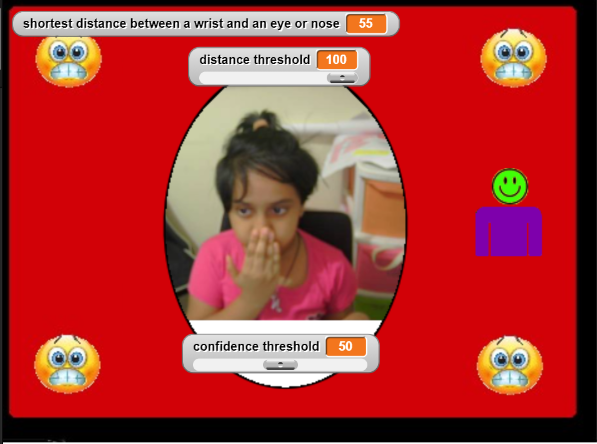 shortest distance between a wrist and an eye or nose 55
distance threshold 100
confidence threshold 50